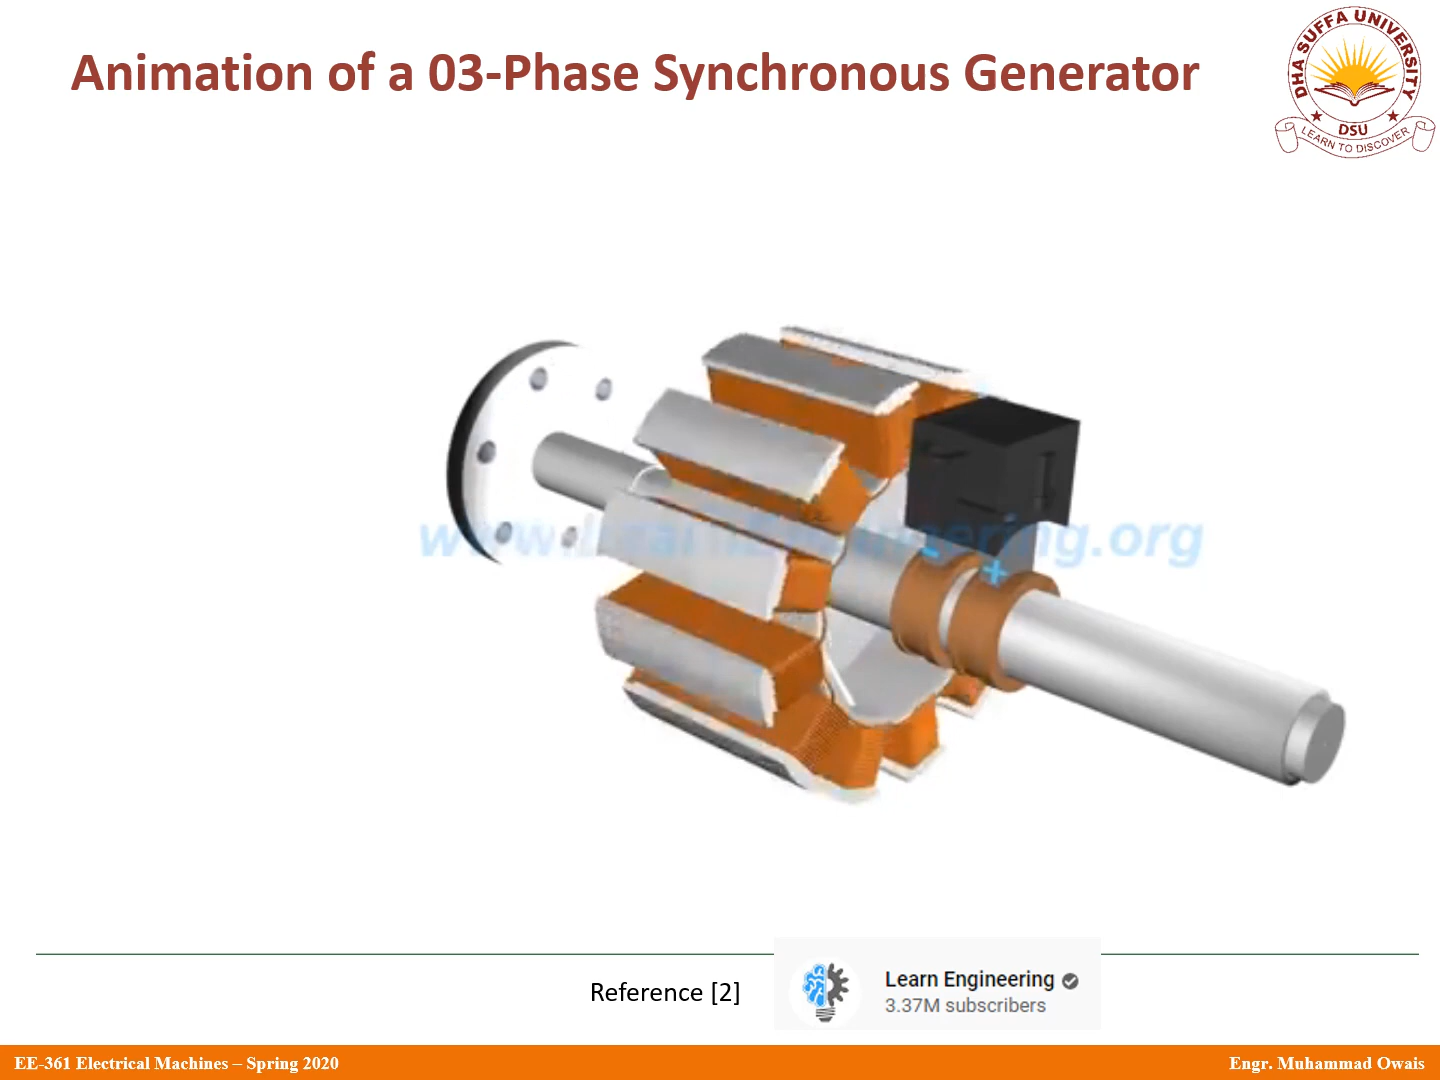 Animation of a 03-Phase Synchronous Generator
DHA SUFFA UNIVERSITY
DSU
LEARN TO DISCOVER
www.LearnEngineering.org
-
+
Reference [2]
Learn Engineering
3.37M subscribers
EE-361 Electrical Machines – Spring 2020
Engr. Muhammad Owais